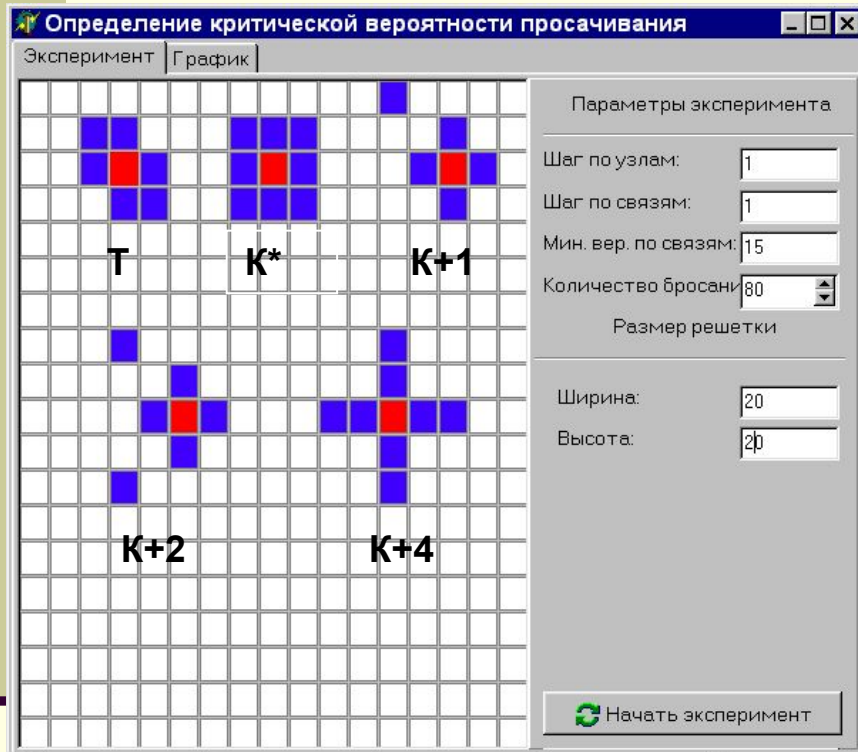 Определение критической вероятности просачивания
Эксперимент График
Параметры эксперимента
Шаг по узлам: 1
Шаг по связям: 1
Мин. вер. по связям: 15
Количество бросани 80
Размер решетки
Ширина: 20
Высота: 20
T K* K+1
K+2 K+4
Начать эксперимент